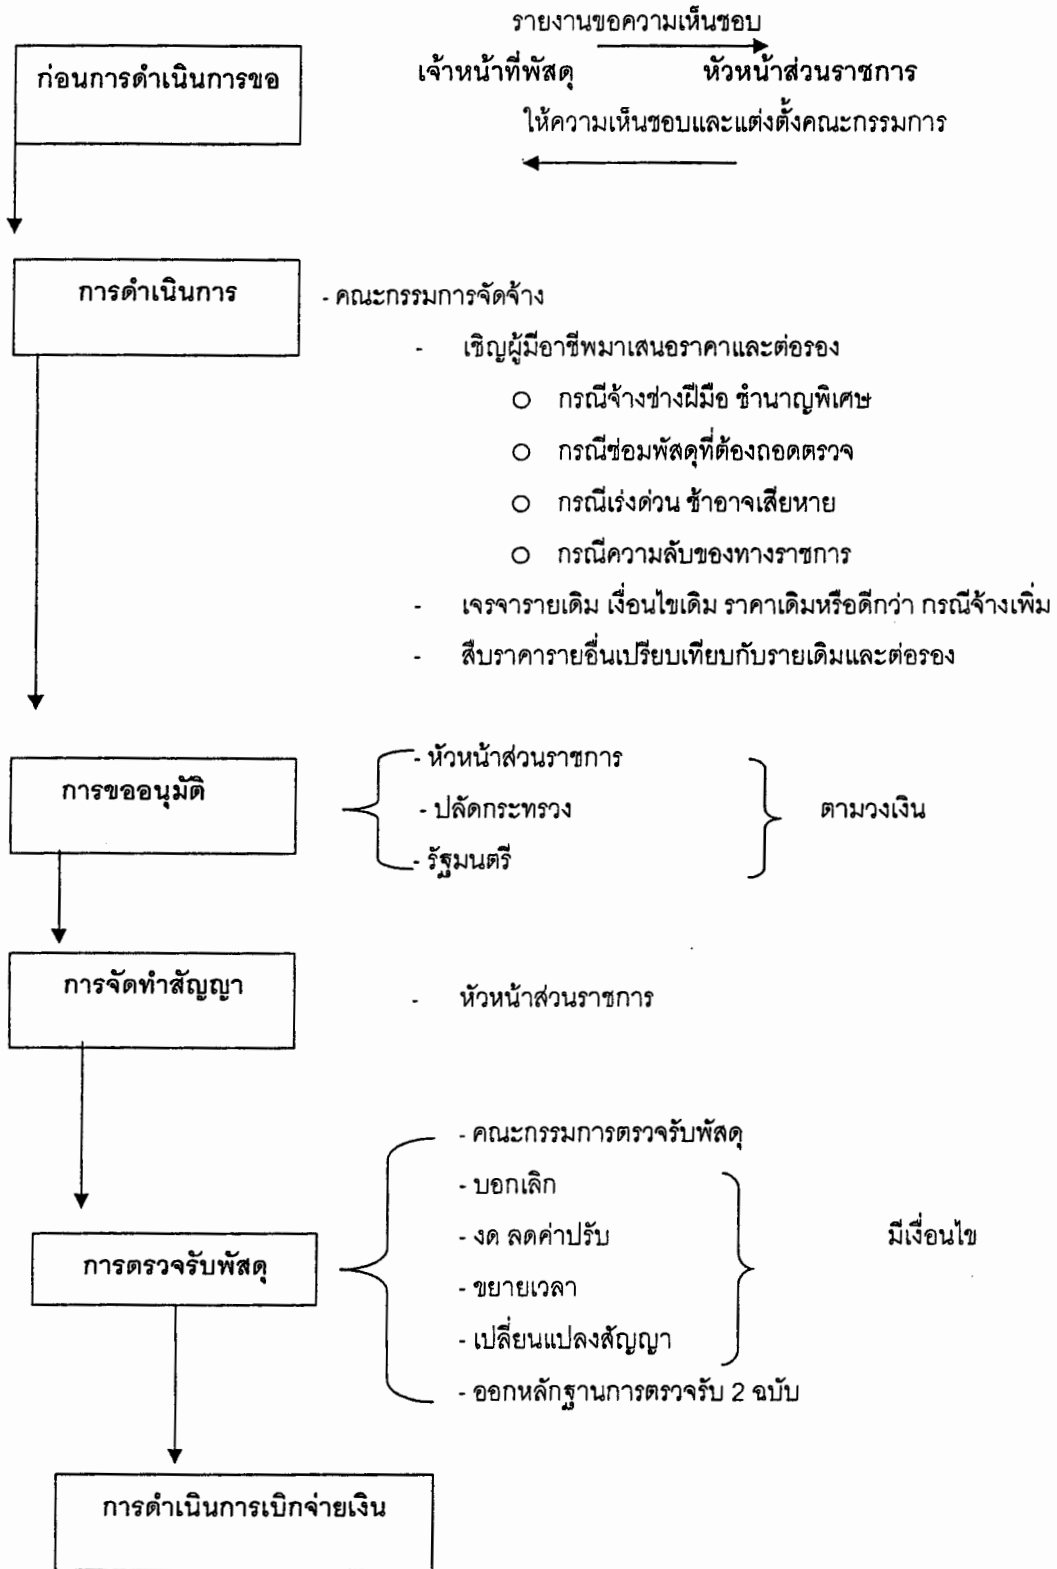 รายงานขอความเห็นชอบ
ก่อนการดำเนินการขอ
เจ้าหน้าที่พัสดุ หัวหน้าส่วนราชการ
ให้ความเห็นชอบและแต่งตั้งคณะกรรมการ
การดำเนินการ
- คณะกรรมการจัดจ้าง
- เชิญผู้มีอาชีพมาเสนอราคาและต่อรอง
○ กรณีจ้างช่างฝีมือ ชำนาญพิเศษ
○ กรณีซ่อมพัสดุที่ต้องถอดตรวจ
○ กรณีเร่งด่วน ช้าอาจเสียหาย
○ กรณีความลับของทางราชการ
- เจรจารายเดิม เงื่อนไขเดิม ราคาเดิมหรือดีกว่า กรณีจ้างเพิ่ม
- สืบราคารายอื่นเปรียบเทียบกับรายเดิมและต่อรอง
การขออนุมัติ
- หัวหน้าส่วนราชการ
- ปลัดกระทรวง
- รัฐมนตรี
ตามวงเงิน
การจัดทำสัญญา
- หัวหน้าส่วนราชการ
การตรวจรับพัสดุ
- คณะกรรมการตรวจรับพัสดุ
- บอกเลิก
- งด ลดค่าปรับ
- ขยายเวลา
- เปลี่ยนแปลงสัญญา
มีเงื่อนไข
- ออกหลักฐานการตรวจรับ 2 ฉบับ
การดำเนินการเบิกจ่ายเงิน